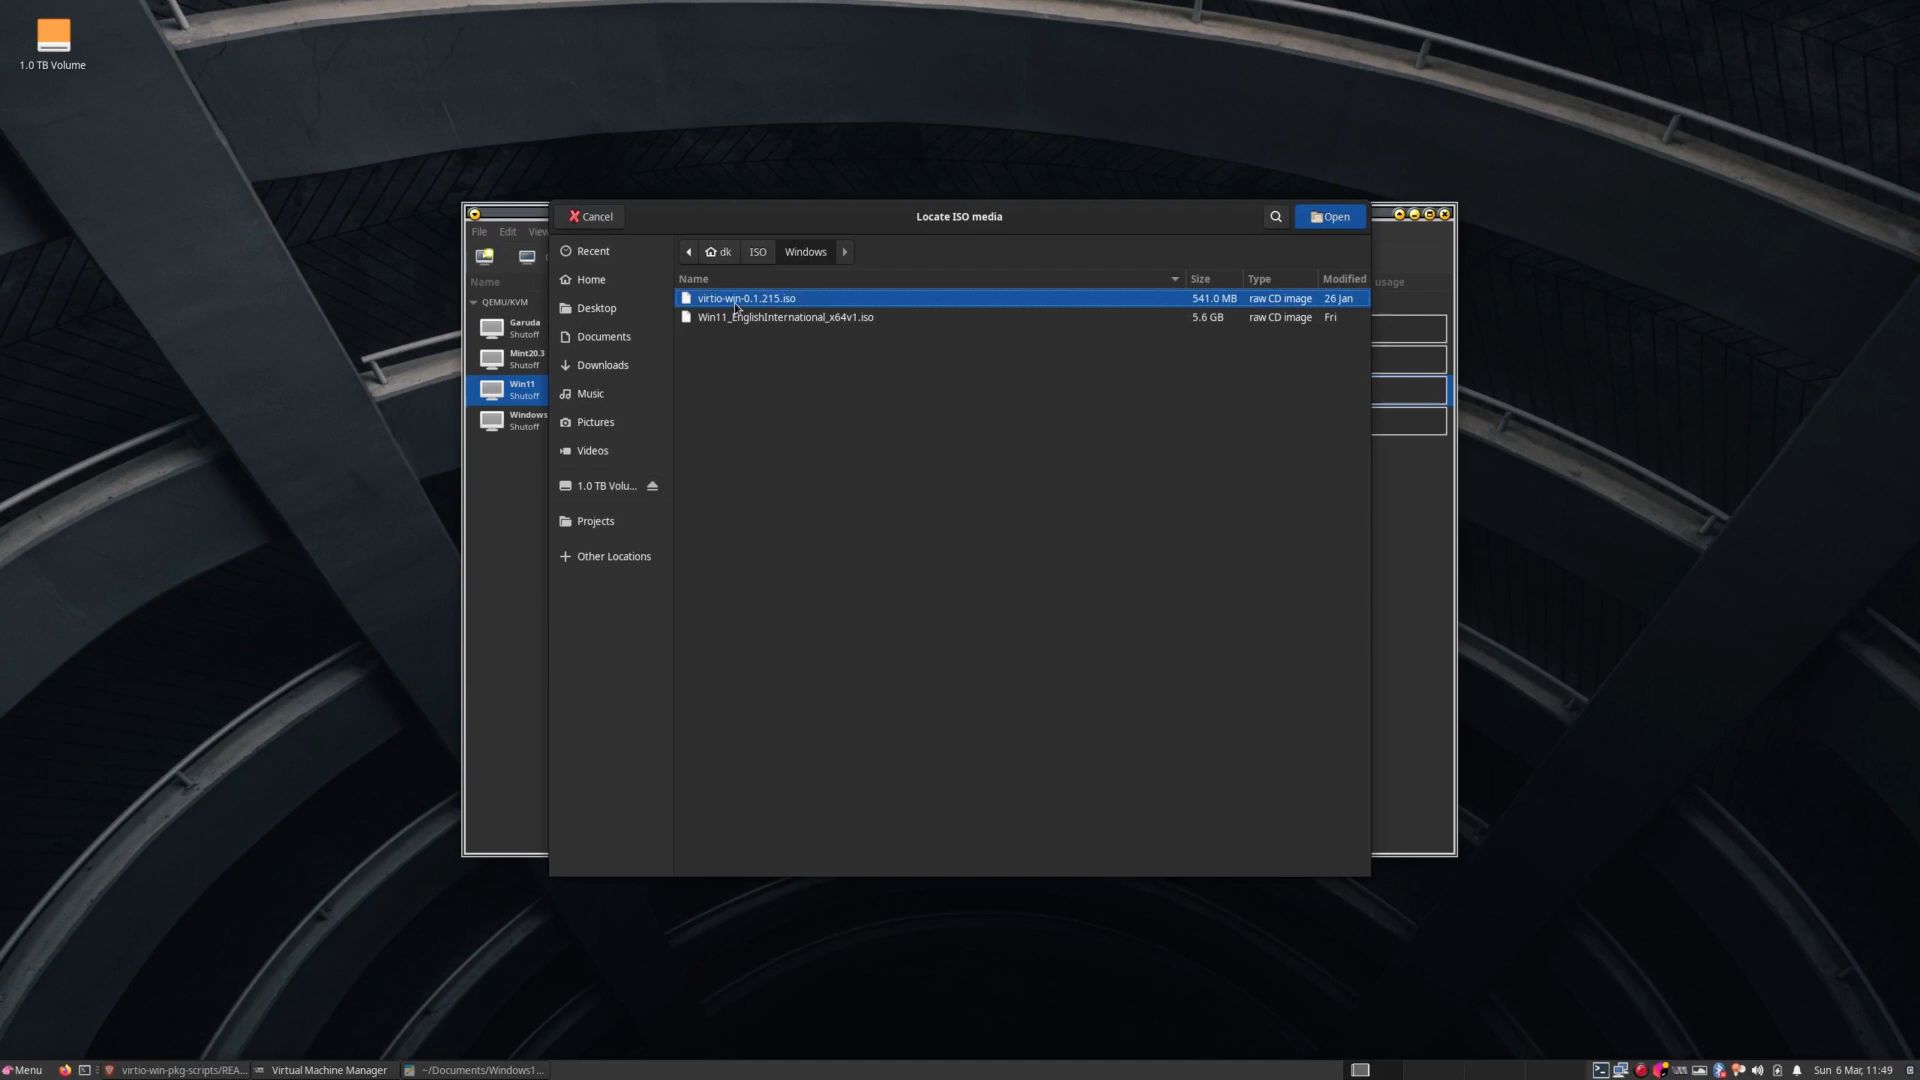 1.0 TB Volume
Cancel
Locate ISO media
Open
File Edit View
Recent
dk
ISO
Windows
Home
Name
Size
Type
Modified
Name
usage
virtio-win-0.1.215.iso
541.0 MB
raw CD image
26 Jan
QEMU/KVM
Desktop
Win11_EnglishInternational_x64v1.iso
5.6 GB
raw CD image
Fri
Garuda
Shutoff
Documents
Mint20.3
Shutoff
Downloads
Win11
Shutoff
Music
Windows
Shutoff
Pictures
Videos
1.0 TB Volu...
Projects
Other Locations
Menu
virtio-win-pkg-scripts/REA...
Virtual Machine Manager
~/Documents/Windows1...
Sun 6 Mar, 11:49